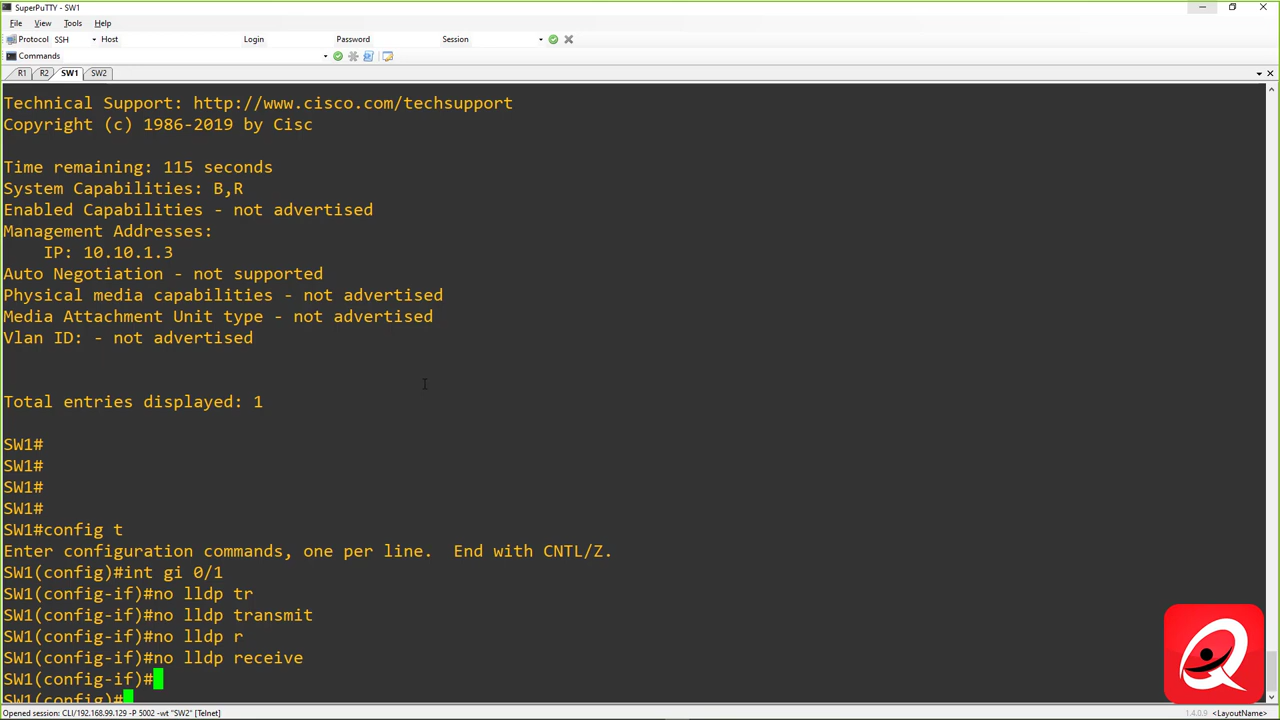 SuperPuTTY - SW1
File View Tools Help
Protocol SSH Host Login Password Session
Commands
R1 R2 SW1 SW2
Technical Support: http://www.cisco.com/techsupport
Copyright (c) 1986-2019 by Cisc
Time remaining: 115 seconds
System Capabilities: B,R
Enabled Capabilities - not advertised
Management Addresses:
IP: 10.10.1.3
Auto Negotiation - not supported
Physical media capabilities - not advertised
Media Attachment Unit type - not advertised
Vlan ID: - not advertised
Total entries displayed: 1
SW1#
SW1#
SW1#
SW1#
SW1#config t
Enter configuration commands, one per line.  End with CNTL/Z.
SW1(config)#int gi 0/1
SW1(config-if)#no lldp tr
SW1(config-if)#no lldp transmit
SW1(config-if)#no lldp r
SW1(config-if)#no lldp receive
SW1(config-if)#
SW1(config)#
Opened session: CLI/192.168.99.129 -P 5002 -wt "SW2" [Telnet] 1.4.0.9 <LayoutName>